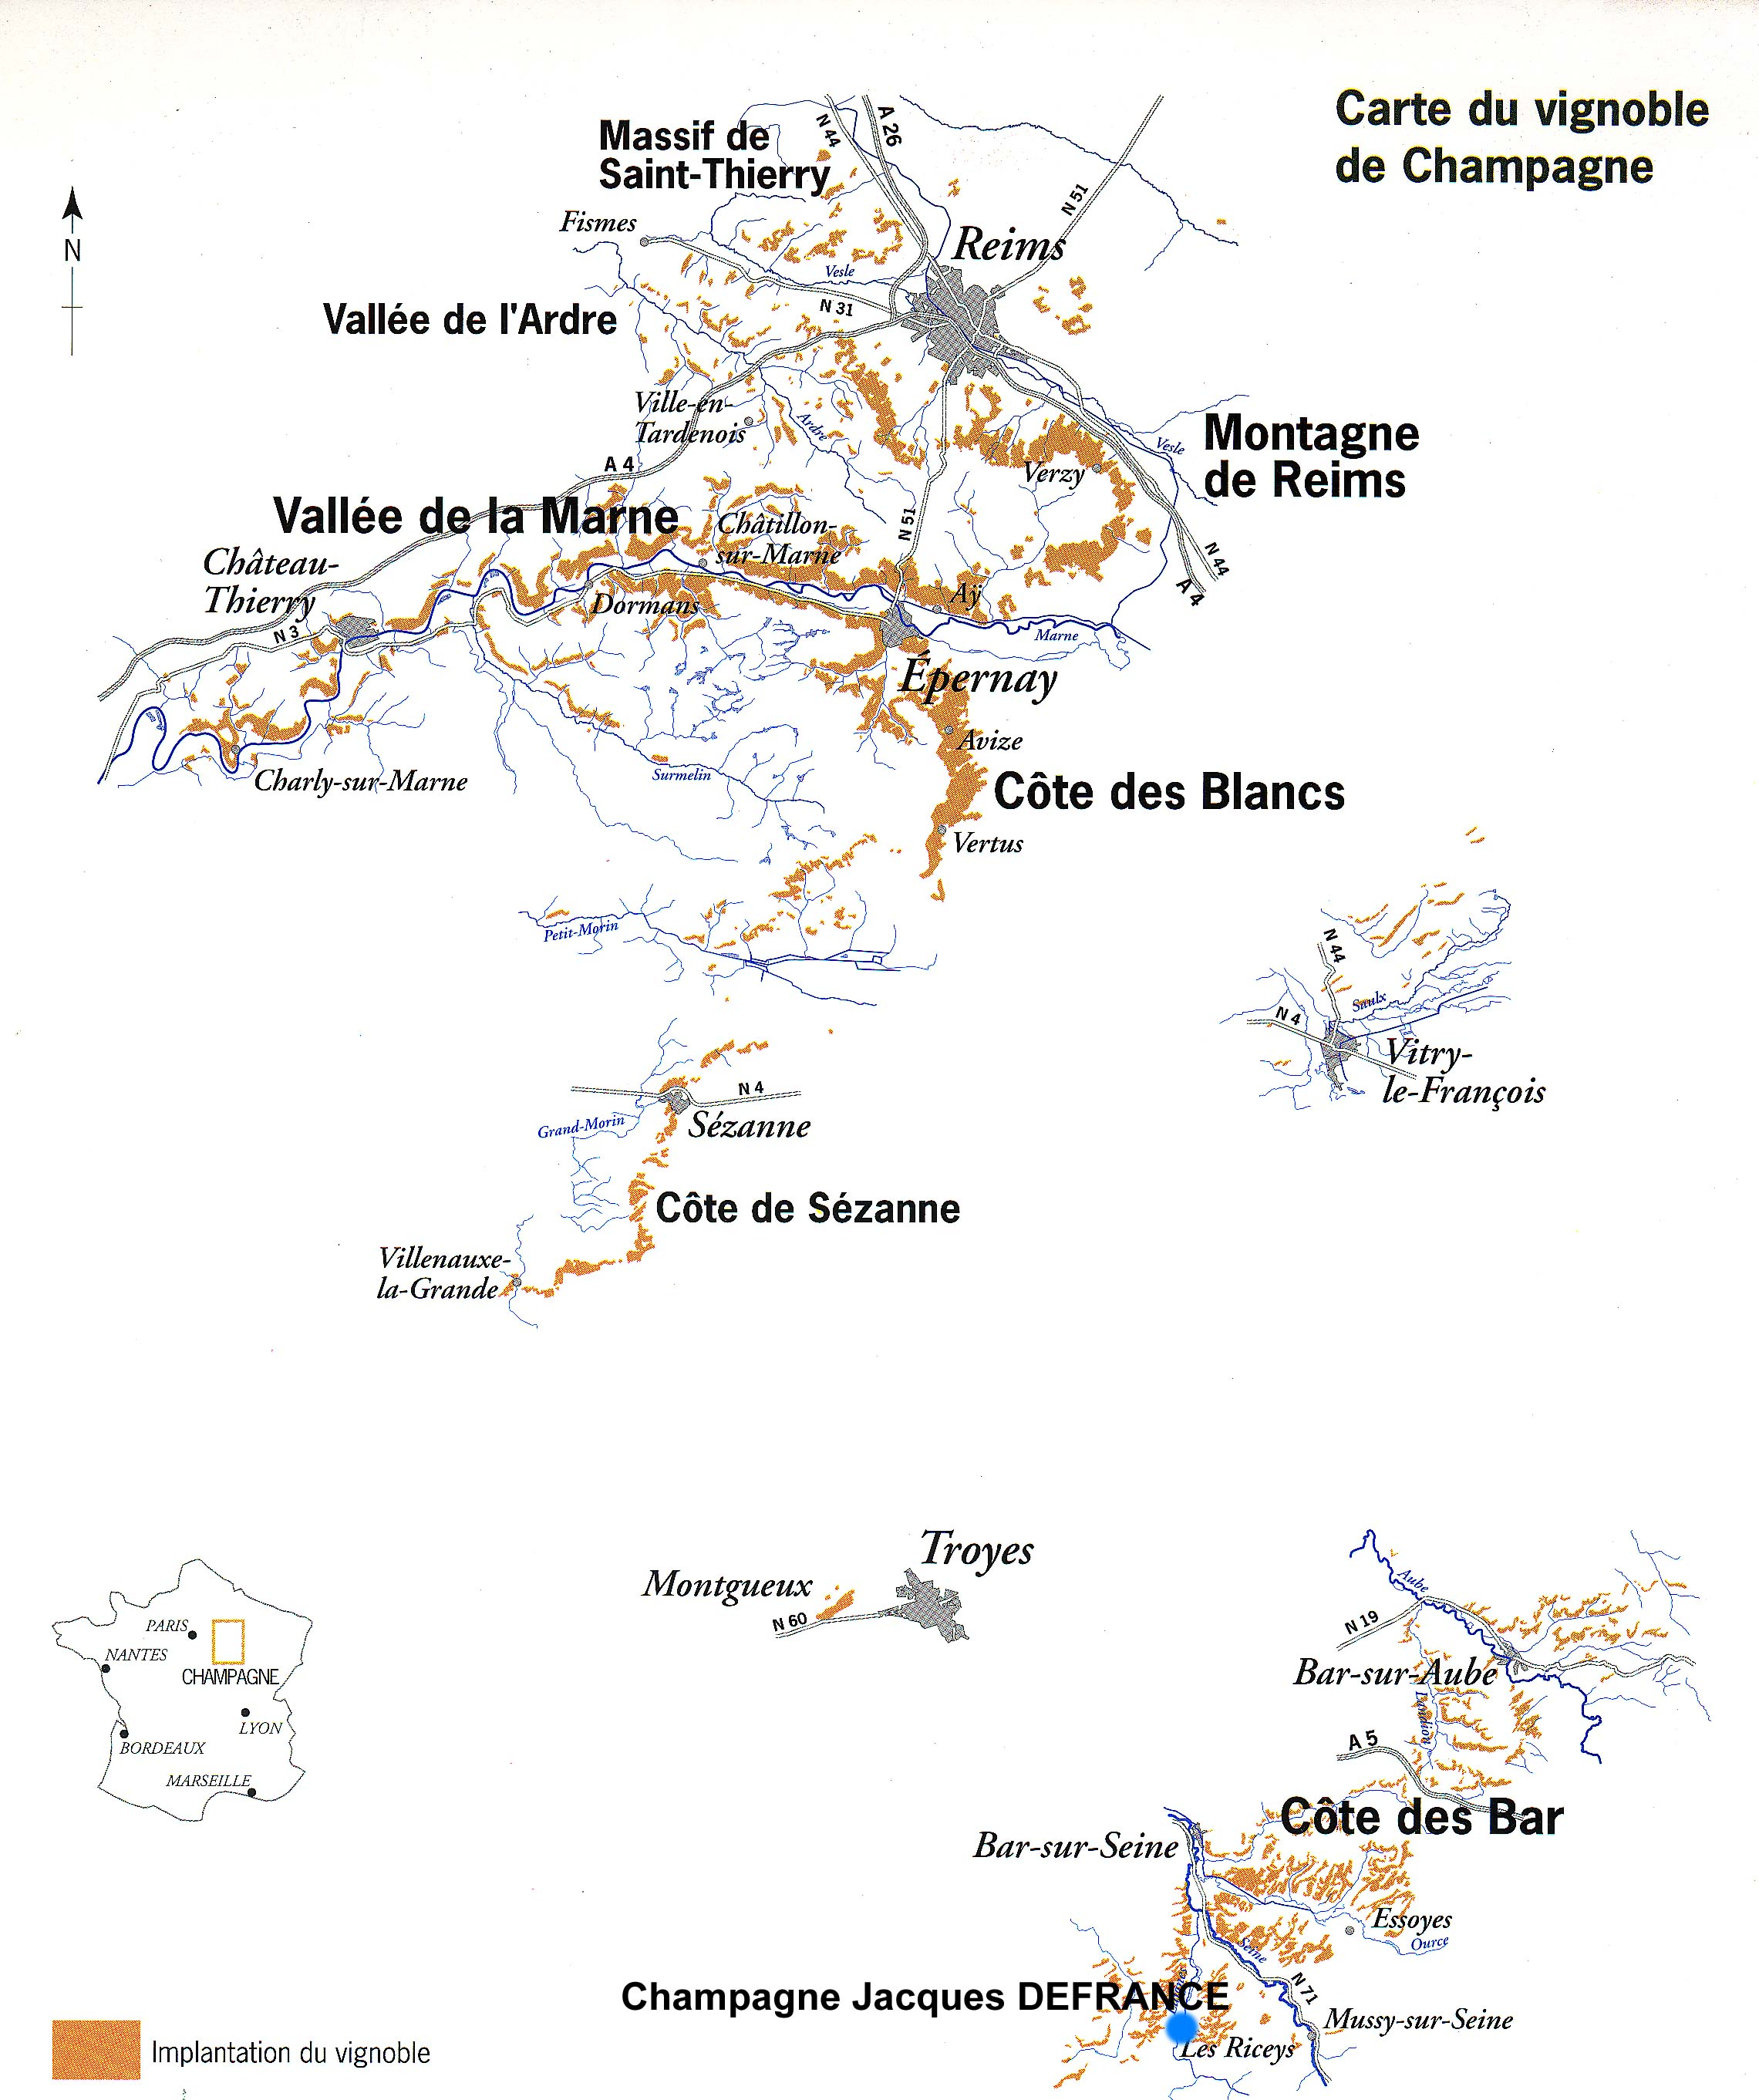 Carte du vignoble
de Champagne
Massif de
Saint-Thierry
N 44
A 26
N 51
Fismes
Reims
N
Vesle
N 31
Vallée de l'Ardre
Ville-en-
Tardenois
Ardre
Montagne
de Reims
Vesle
Verzy
A 4
Vallée de la Marne
Châtillon-
sur-Marne
N 51
N 44
A 4
Château-
Thierry
Dormans
Aÿ
N 3
Marne
Épernay
Avize
Charly-sur-Marne
Surmelin
Côte des Blancs
Vertus
Petit-Morin
N 44
Saulx
N 4
Vitry-
le-François
N 4
Grand-Morin
Sézanne
Côte de Sézanne
Villenauxe-
la-Grande
Troyes
Montgueux
N 60
Aube
N 19
Bar-sur-Aube
Landion
A 5
PARIS
NANTES
CHAMPAGNE
LYON
BORDEAUX
MARSEILLE
Côte des Bar
Bar-sur-Seine
Essoyes
Ource
Seine
N 71
Champagne Jacques DEFRANCE
Mussy-sur-Seine
Les Riceys
Implantation du vignoble